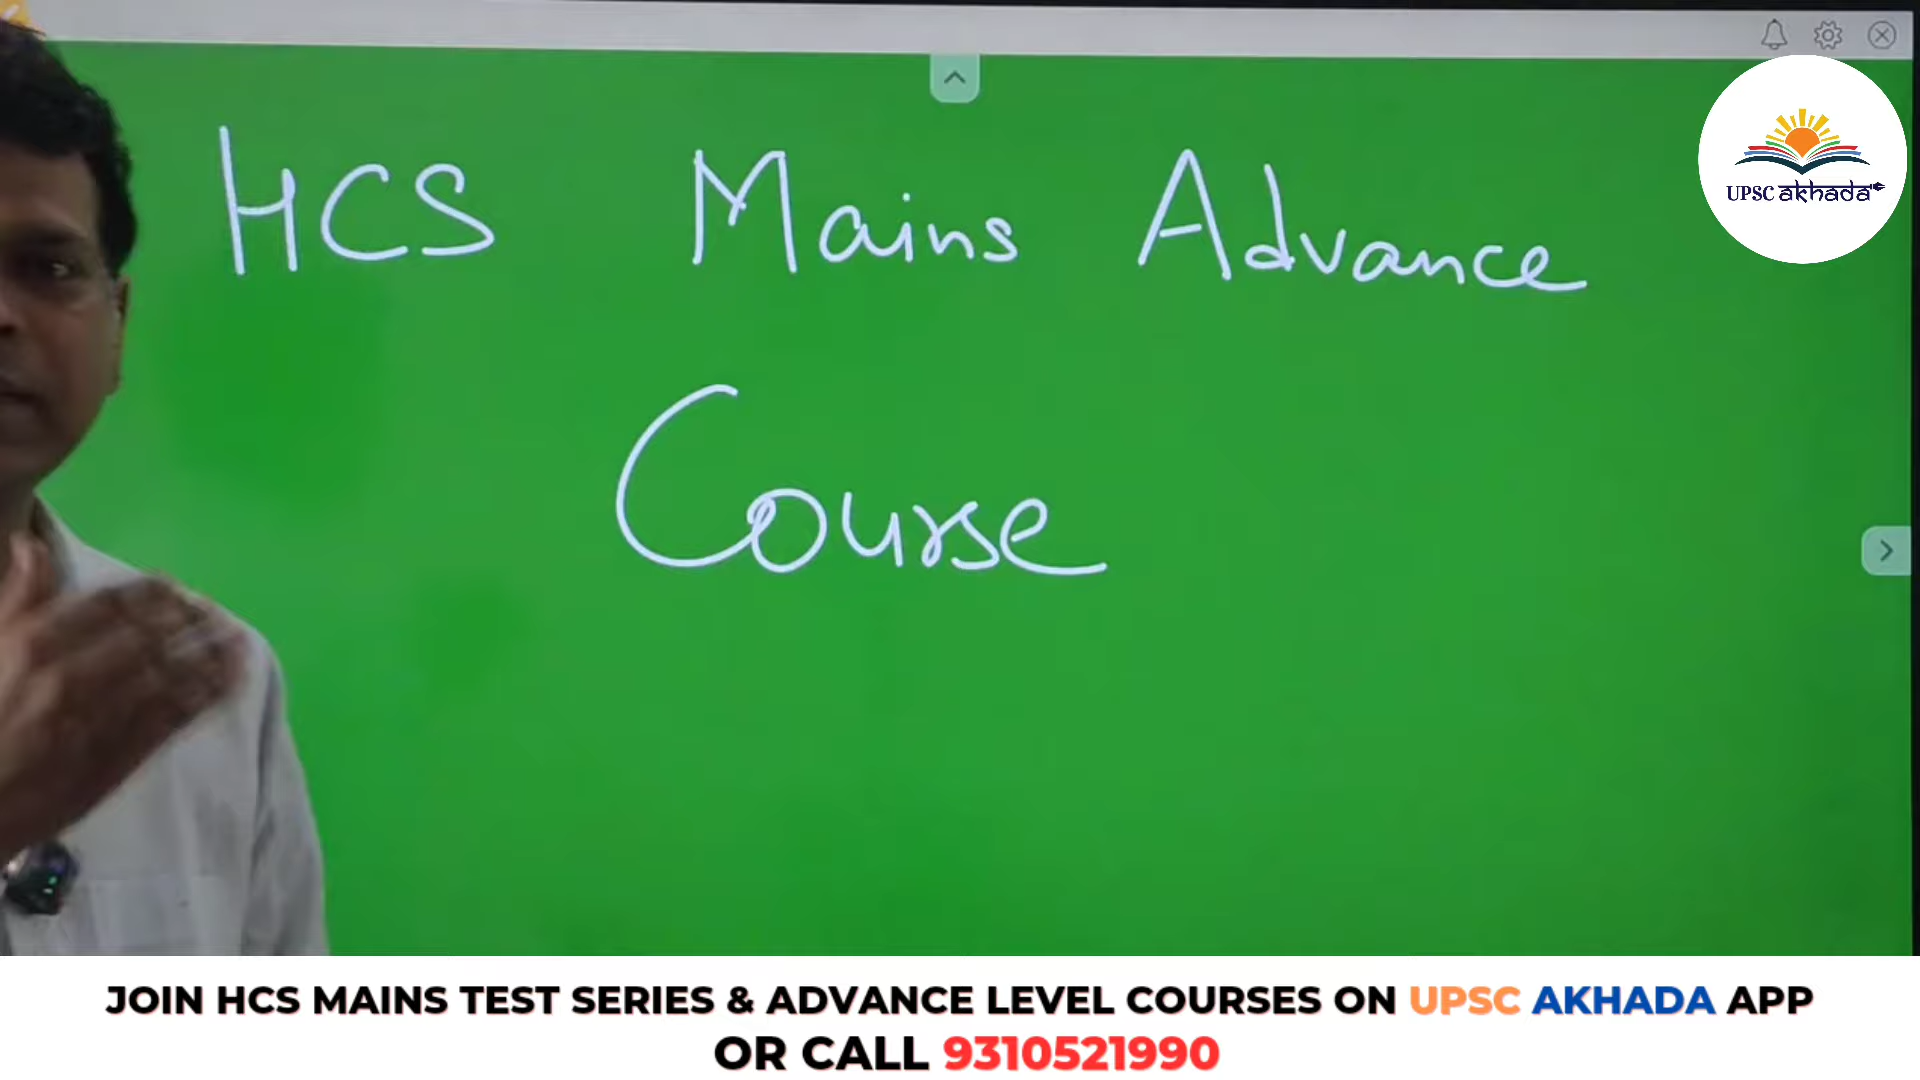 HCS Mains Advance
Course
UPSC akhada
JOIN HCS MAINS TEST SERIES & ADVANCE LEVEL COURSES ON UPSC AKHADA APP
OR CALL 9310521990